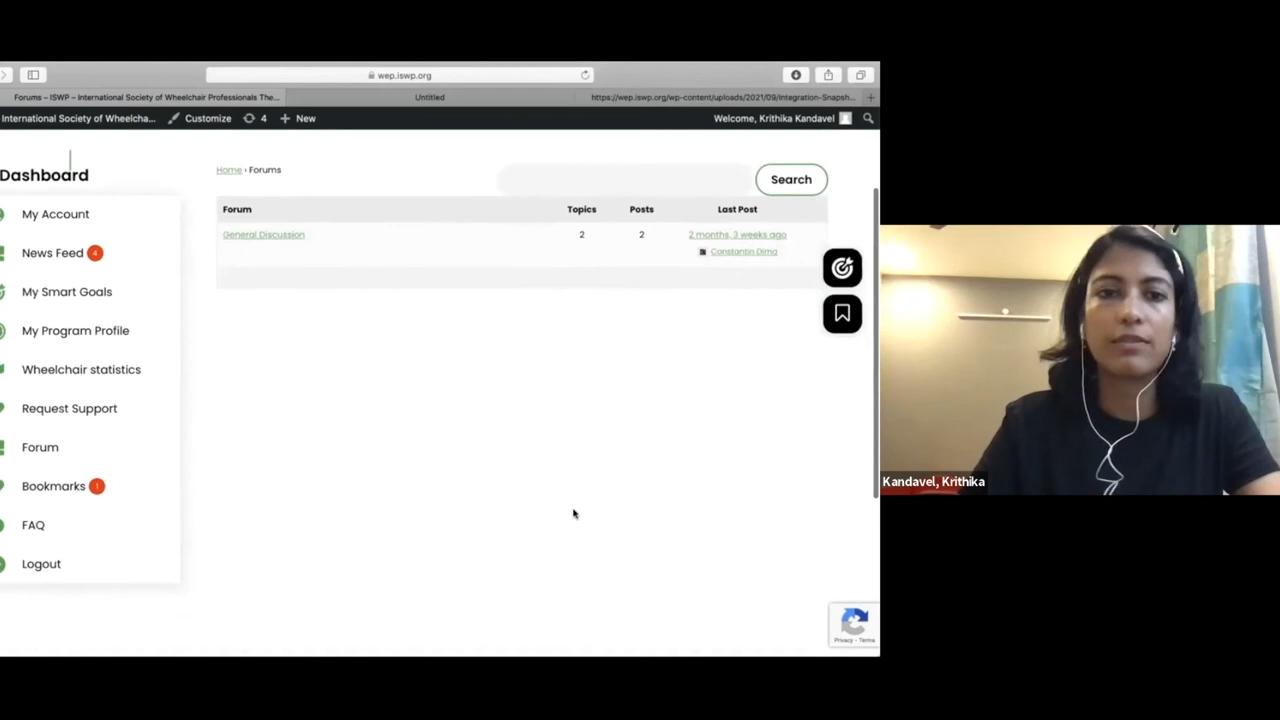 wep.iswp.org
Forums – ISWP – International Society of Wheelchair Professionals The...
Untitled
https://wep.iswp.org/wp-content/uploads/2021/09/Integration-Snapsh...
International Society of Wheelcha...
Customize
4
New
Welcome, Krithika Kandavel
Dashboard
My Account
News Feed 4
My Smart Goals
My Program Profile
Wheelchair statistics
Request Support
Forum
Bookmarks 1
FAQ
Logout
Home › Forums
Search
Forum Topics Posts Last Post
General Discussion 2 2 2 months, 3 weeks ago
Constantin Dima
Privacy - Terms
Kandavel, Krithika